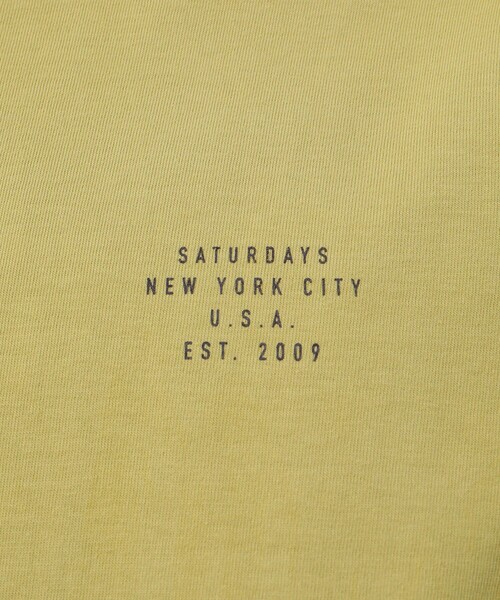 SATURDAYS
NEW YORK CITY
U.S.A.
EST. 2009